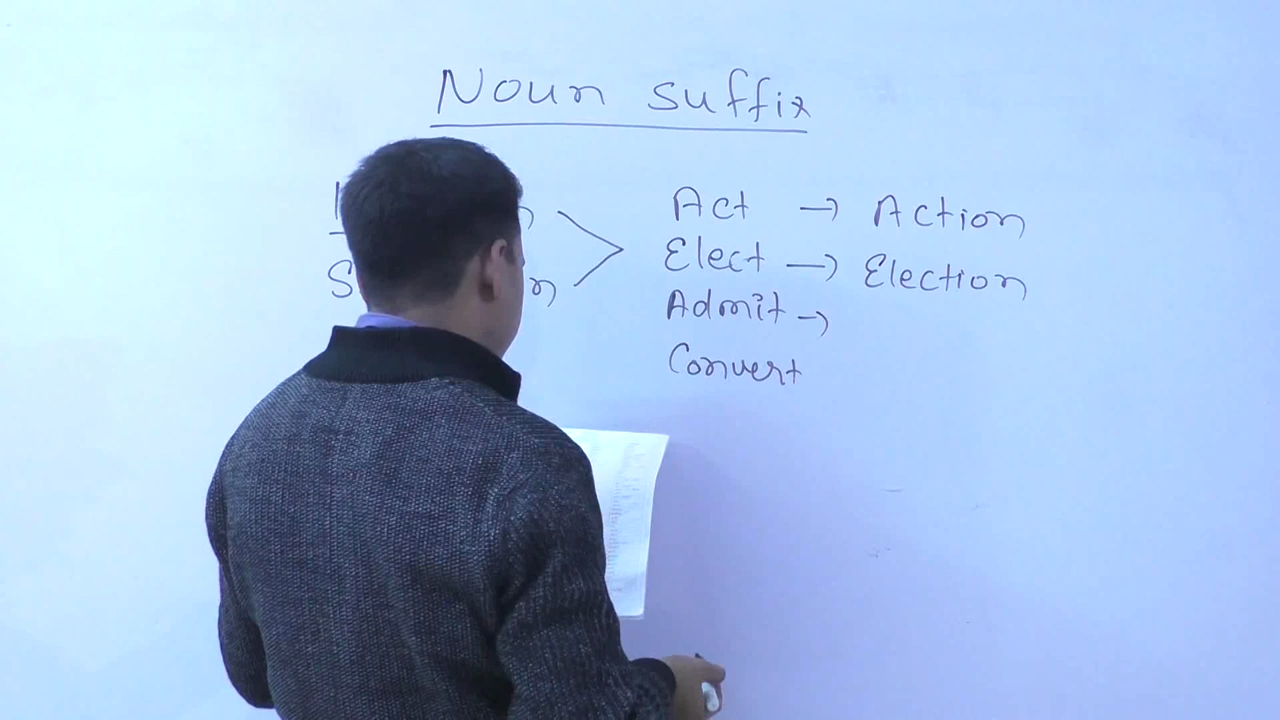 Noun suffix
Act → Action
Elect → Election
Admit →
Convert